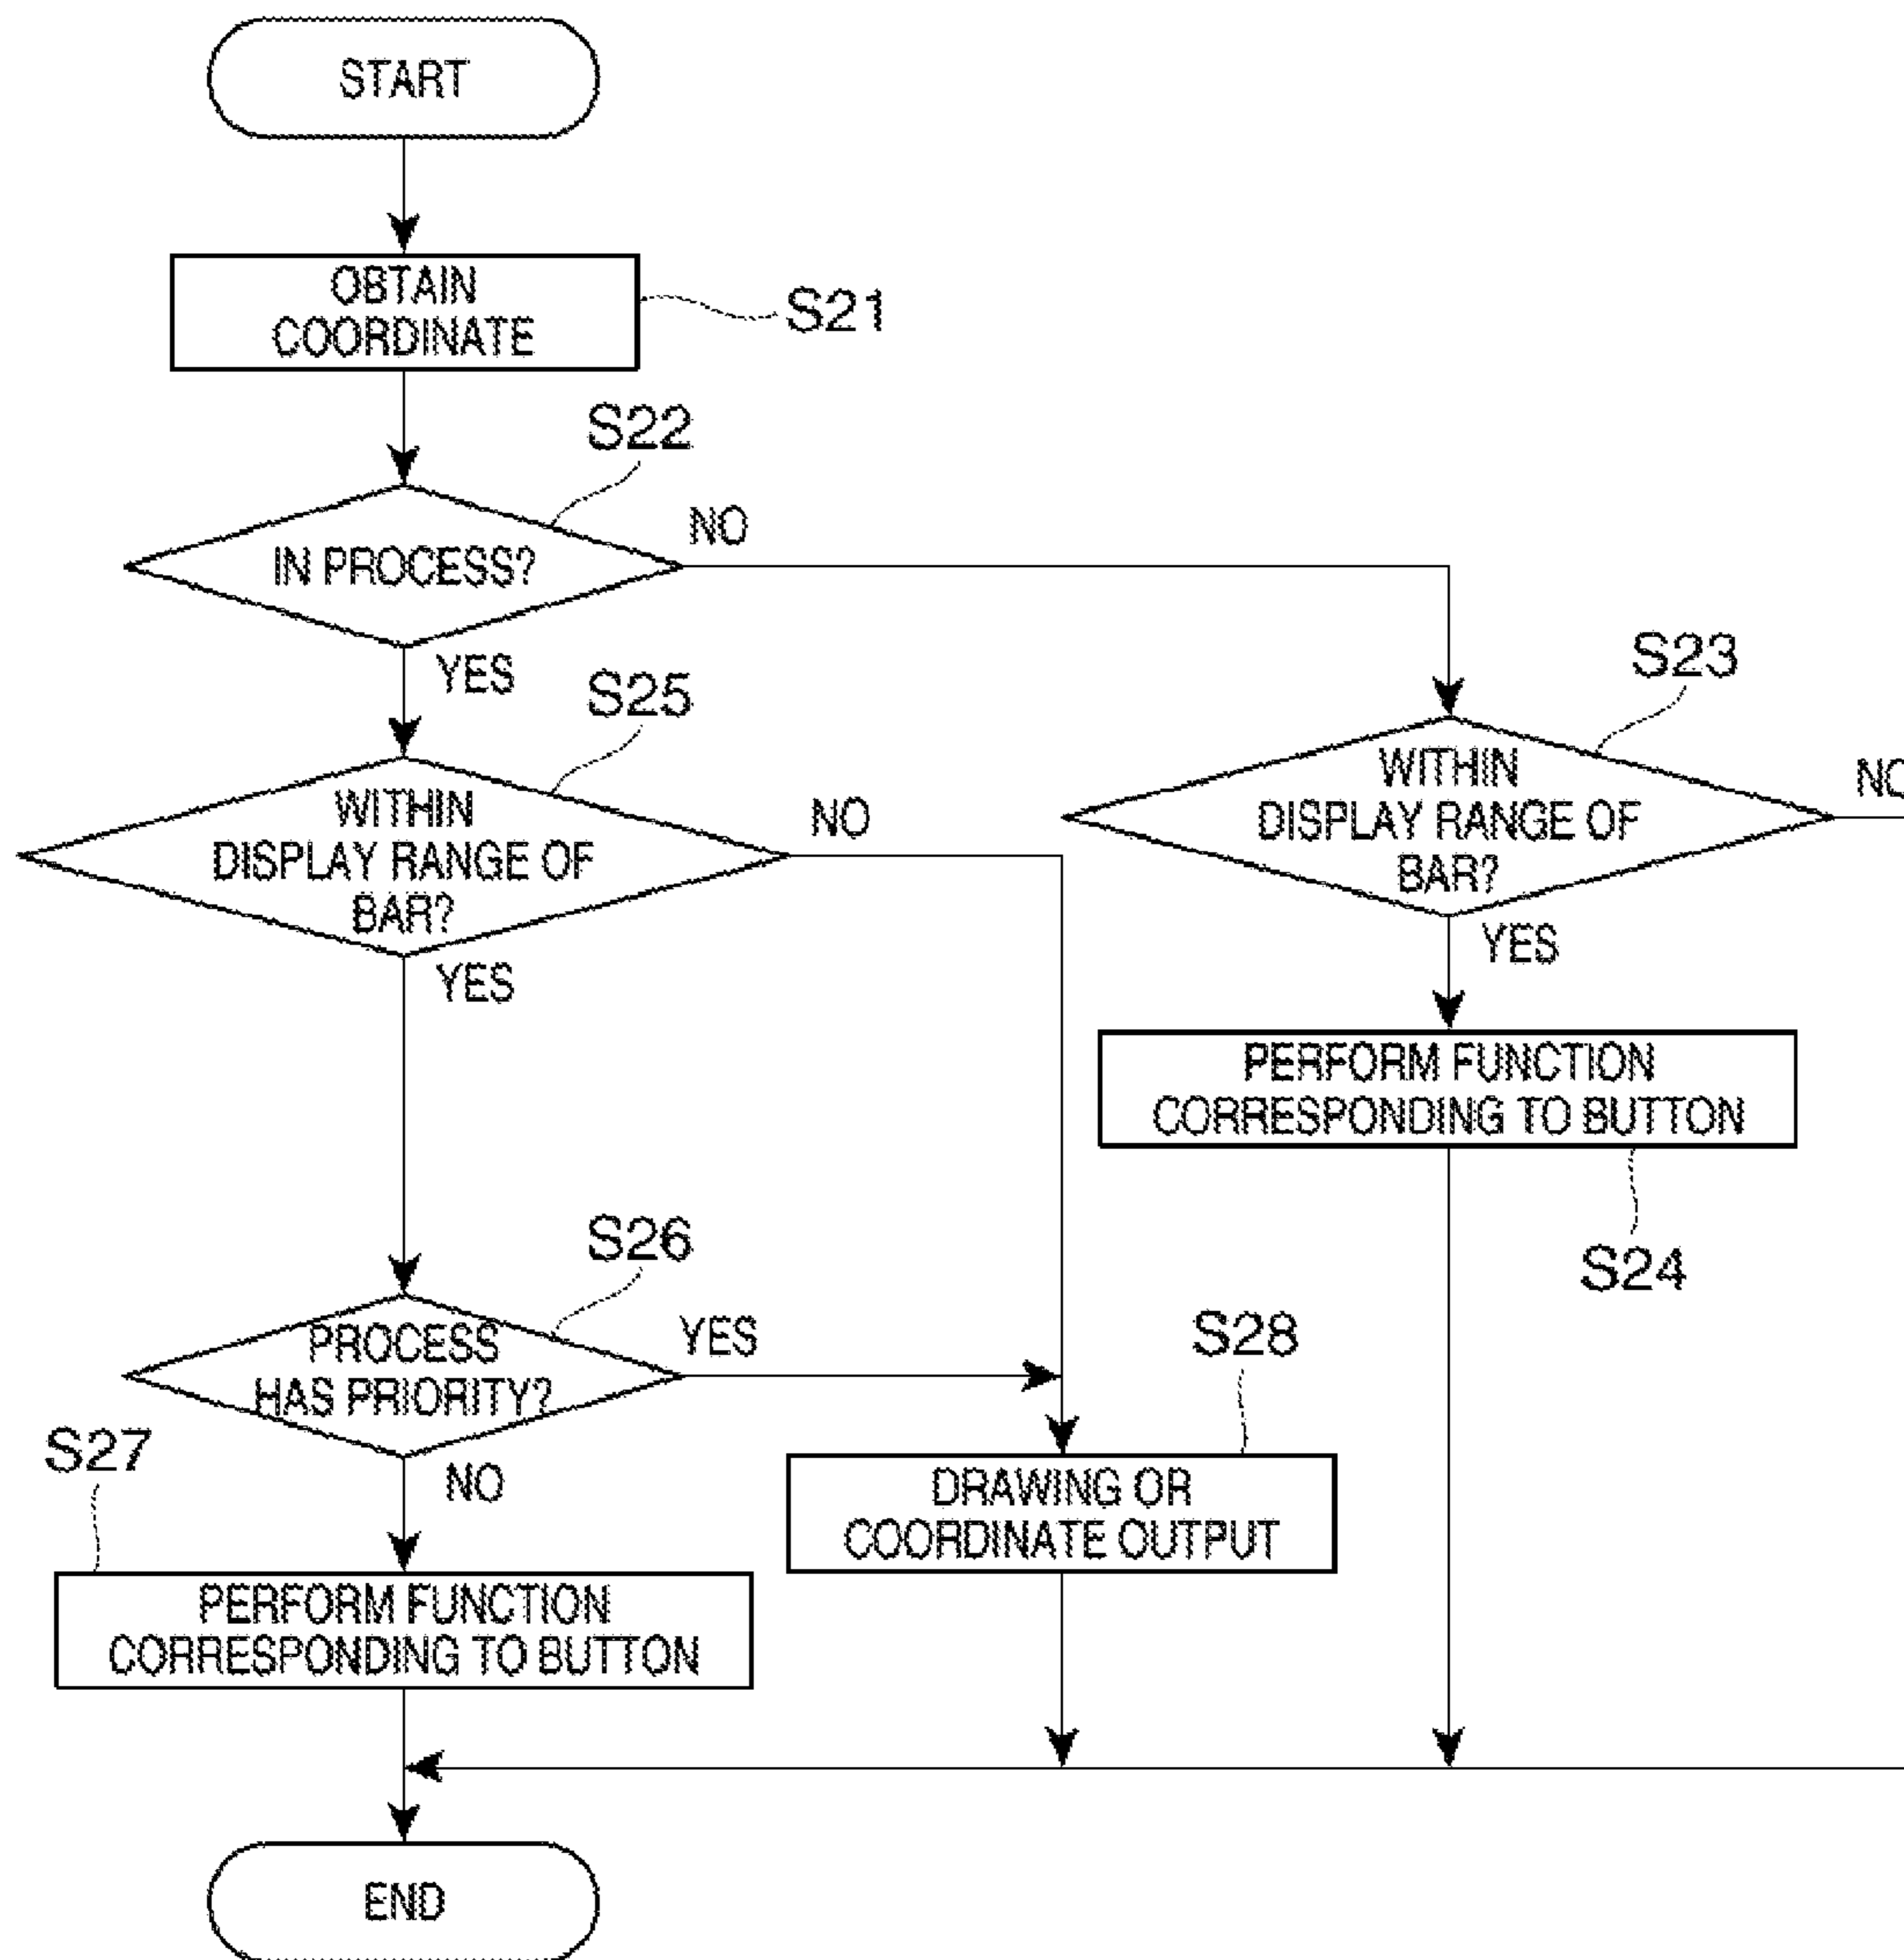 START
OBTAIN
COORDINATE
S21
S22
IN PROCESS?
NO
YES
S25
WITHIN
DISPLAY RANGE OF
BAR?
NO
YES
S23
WITHIN
DISPLAY RANGE OF
BAR?
NO
YES
PERFORM FUNCTION
CORRESPONDING TO BUTTON
S24
S26
PROCESS
HAS PRIORITY?
YES
NO
S28
DRAWING OR
COORDINATE OUTPUT
S27
PERFORM FUNCTION
CORRESPONDING TO BUTTON
END